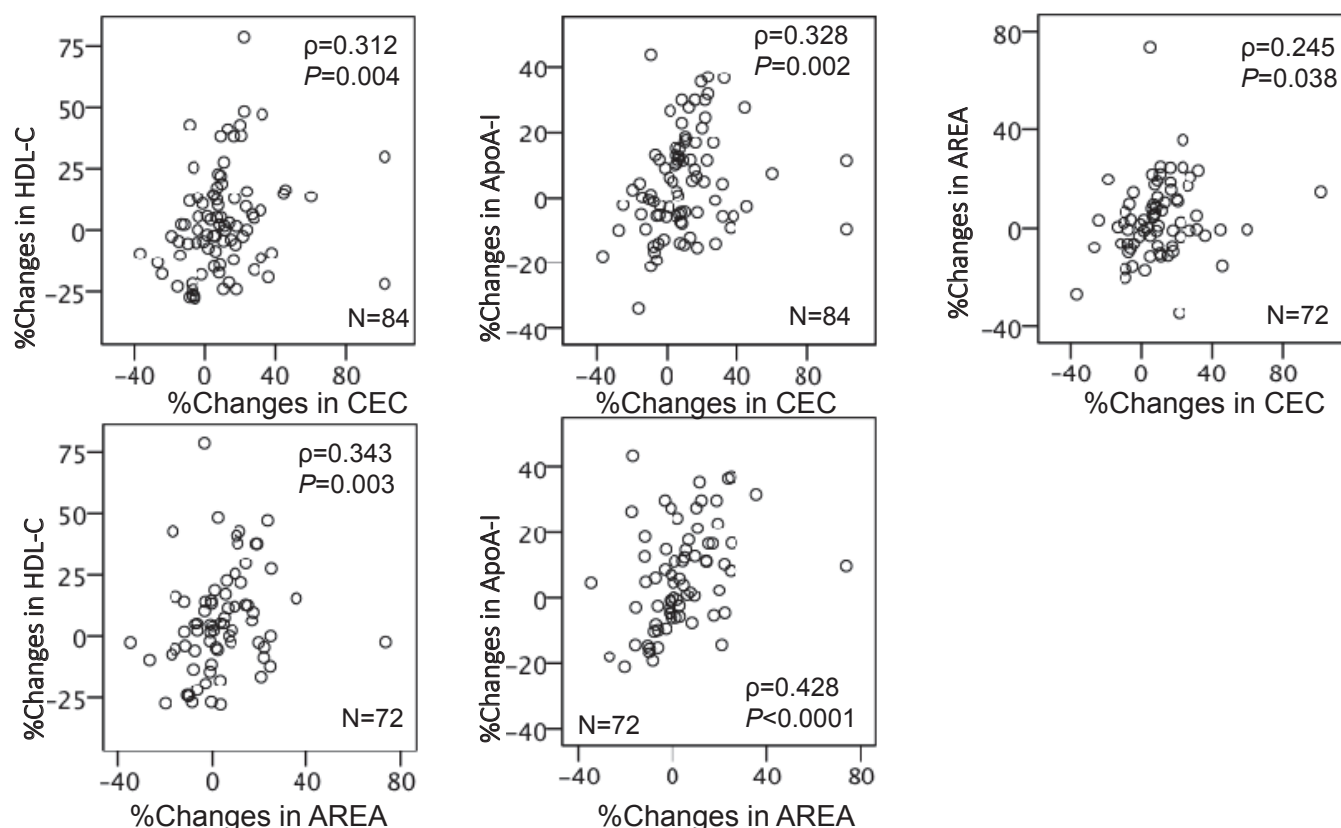 %Changes in HDL-C
75
50
25
0
−25
ρ=0.312
P=0.004
N=84
−40 0 40 80
%Changes in CEC
%Changes in ApoA-I
40
20
0
−20
−40
ρ=0.328
P=0.002
N=84
−40 0 40 80
%Changes in CEC
%Changes in AREA
80
40
0
−40
ρ=0.245
P=0.038
N=72
−40 0 40 80
%Changes in CEC
%Changes in HDL-C
75
50
25
0
−25
ρ=0.343
P=0.003
N=72
−40 0 40 80
%Changes in AREA
%Changes in ApoA-I
40
20
0
−20
−40
ρ=0.428
P<0.0001
N=72
−40 0 40 80
%Changes in AREA